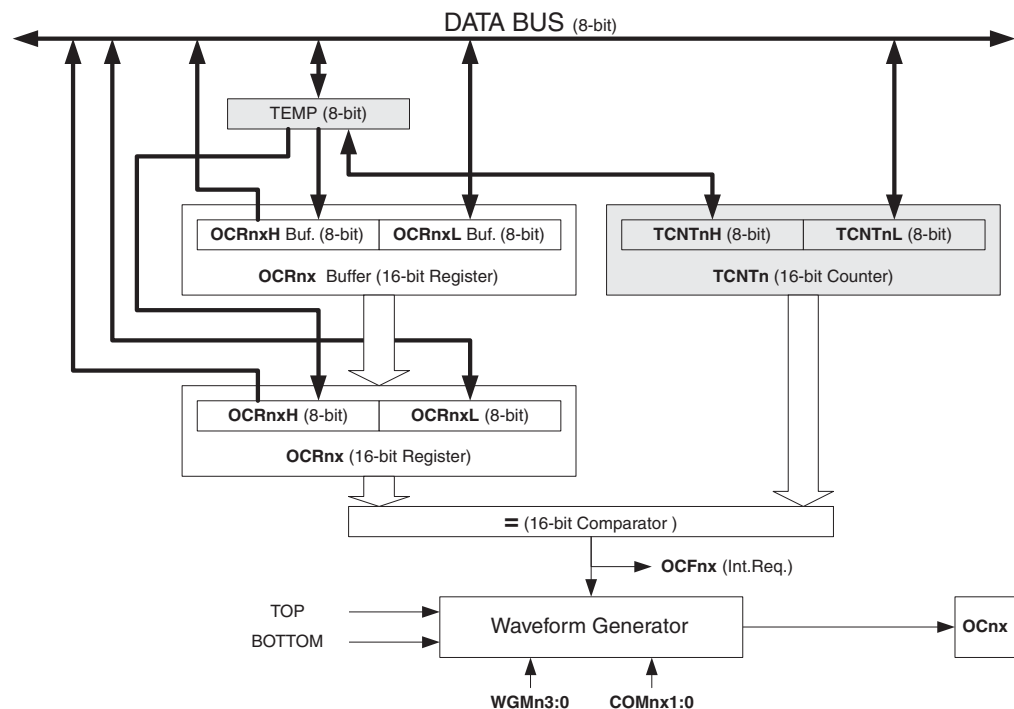 DATA BUS (8-bit)
TEMP (8-bit)
OCRnxH Buf. (8-bit)
OCRnxL Buf. (8-bit)
OCRnx Buffer (16-bit Register)
TCNTnH (8-bit)
TCNTnL (8-bit)
TCNTn (16-bit Counter)
OCRnxH (8-bit)
OCRnxL (8-bit)
OCRnx (16-bit Register)
= (16-bit Comparator )
OCFnx (Int.Req.)
TOP
BOTTOM
Waveform Generator
OCnx
WGMn3:0
COMnx1:0